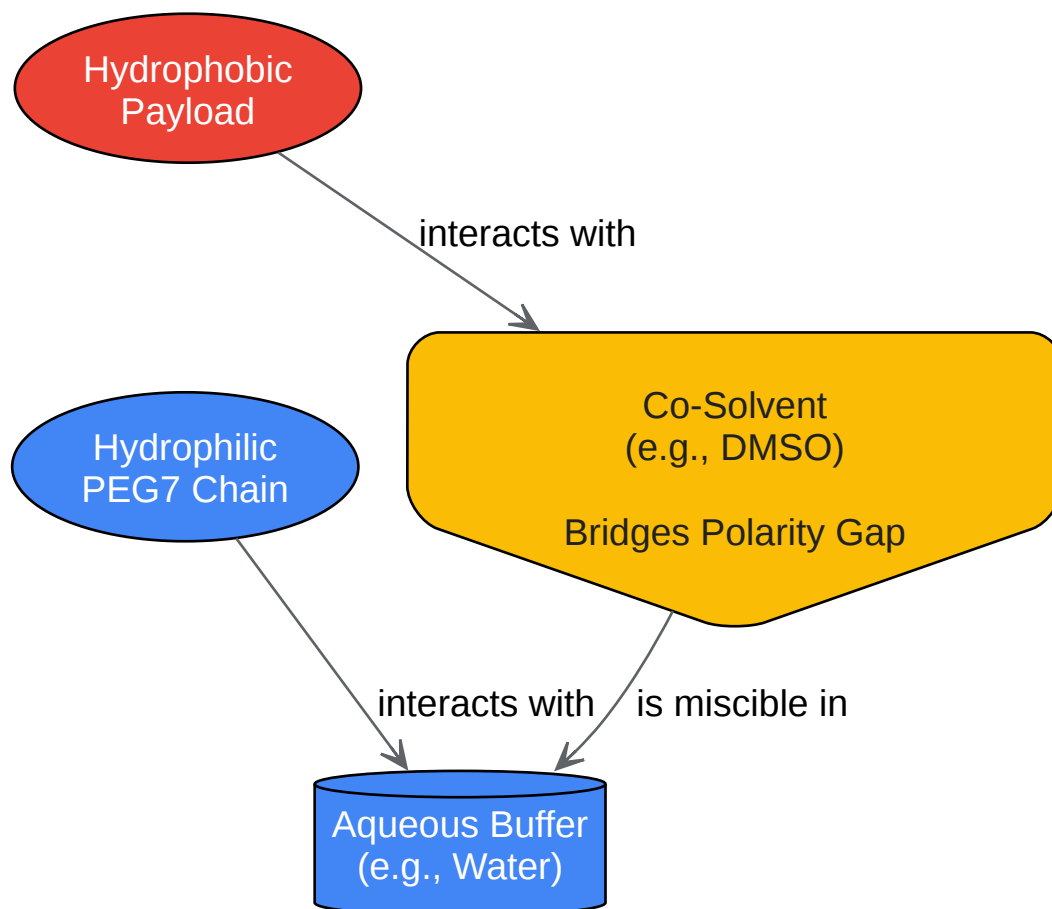 Hydrophobic
Payload
interacts with
Co-Solvent
(e.g., DMSO)
Bridges Polarity Gap
Hydrophilic
PEG7 Chain
interacts with
is miscible in
Aqueous Buffer
(e.g., Water)